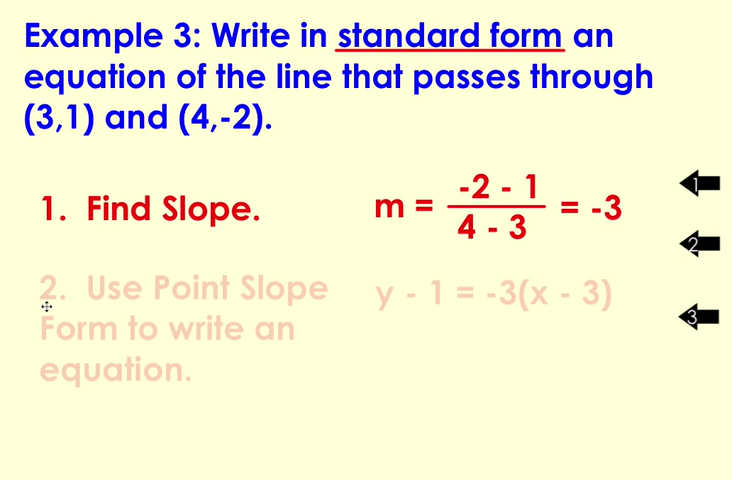 Example 3: Write in standard form an
equation of the line that passes through
(3,1) and (4,-2).
1. Find Slope.
m = -2 - 1 / 4 - 3 = -3
1
2
2. Use Point Slope
Form to write an
equation.
y - 1 = -3(x - 3)
3